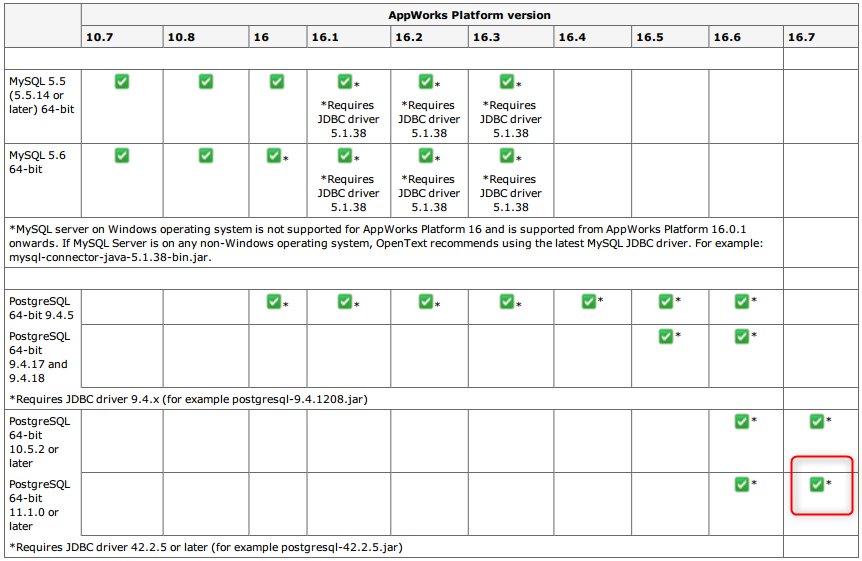 AppWorks Platform version
10.7 10.8 16 16.1 16.2 16.3 16.4 16.5 16.6 16.7
MySQL 5.5
(5.5.14 or
later) 64-bit
* * *
*Requires *Requires *Requires
JDBC driver JDBC driver JDBC driver
5.1.38 5.1.38 5.1.38
MySQL 5.6
64-bit
* * * *
*Requires *Requires *Requires
JDBC driver JDBC driver JDBC driver
5.1.38 5.1.38 5.1.38
*MySQL server on Windows operating system is not supported for AppWorks Platform 16 and is supported from AppWorks Platform 16.0.1
onwards. If MySQL Server is on any non-Windows operating system, OpenText recommends using the latest MySQL JDBC driver. For example:
mysql-connector-java-5.1.38-bin.jar.
PostgreSQL
64-bit 9.4.5
* * * * * * *
PostgreSQL
64-bit
9.4.17 and
9.4.18
* *
*Requires JDBC driver 9.4.x (for example postgresql-9.4.1208.jar)
PostgreSQL
64-bit
10.5.2 or
later
* *
PostgreSQL
64-bit
11.1.0 or
later
* *
*Requires JDBC driver 42.2.5 or later (for example postgresql-42.2.5.jar)